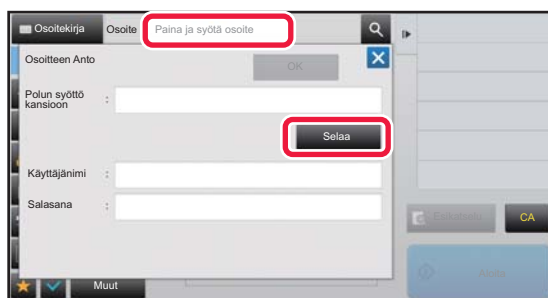 Osoitekirja Osoite Paina ja syötä osoite
Osoitteen Anto OK
Polun syöttö
kansioon :
Selaa
Käyttäjänimi :
Salasana :
CA
Muut